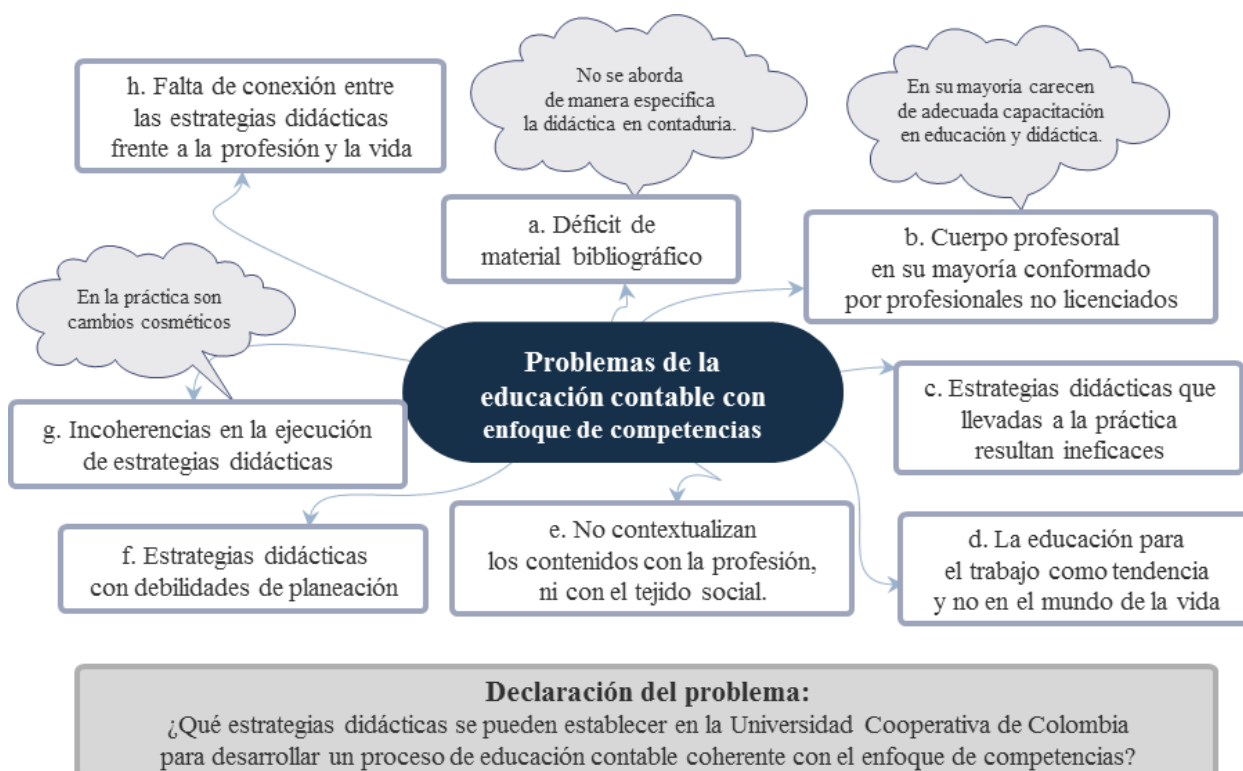 h. Falta de conexión entre
las estrategias didácticas
frente a la profesión y la vida
No se aborda
de manera específica
la didáctica en contaduría.
En su mayoría carecen
de adecuada capacitación
en educación y didáctica.
a. Déficit de
material bibliográfico
b. Cuerpo profesoral
en su mayoría conformado
por profesionales no licenciados
En la práctica son
cambios cosméticos
Problemas de la
educación contable con
enfoque de competencias
c. Estrategias didácticas que
llevadas a la práctica
resultan ineficaces
g. Incoherencias en la ejecución
de estrategias didácticas
f. Estrategias didácticas
con debilidades de planeación
e. No contextualizan
los contenidos con la profesión,
ni con el tejido social.
d. La educación para
el trabajo como tendencia
y no en el mundo de la vida
Declaración del problema:
¿Qué estrategias didácticas se pueden establecer en la Universidad Cooperativa de Colombia
para desarrollar un proceso de educación contable coherente con el enfoque de competencias?